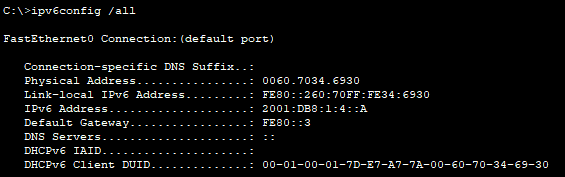 C:\>ipv6config /all
FastEthernet0 Connection:(default port)
Connection-specific DNS Suffix..:
Physical Address................: 0060.7034.6930
Link-local IPv6 Address.........: FE80::260:70FF:FE34:6930
IPv6 Address....................: 2001:DB8:1:4::A
Default Gateway.................: FE80::3
DNS Servers.....................: ::
DHCPv6 IAID.....................:
DHCPv6 Client DUID..............: 00-01-00-01-7D-E7-A7-7A-00-60-70-34-69-30